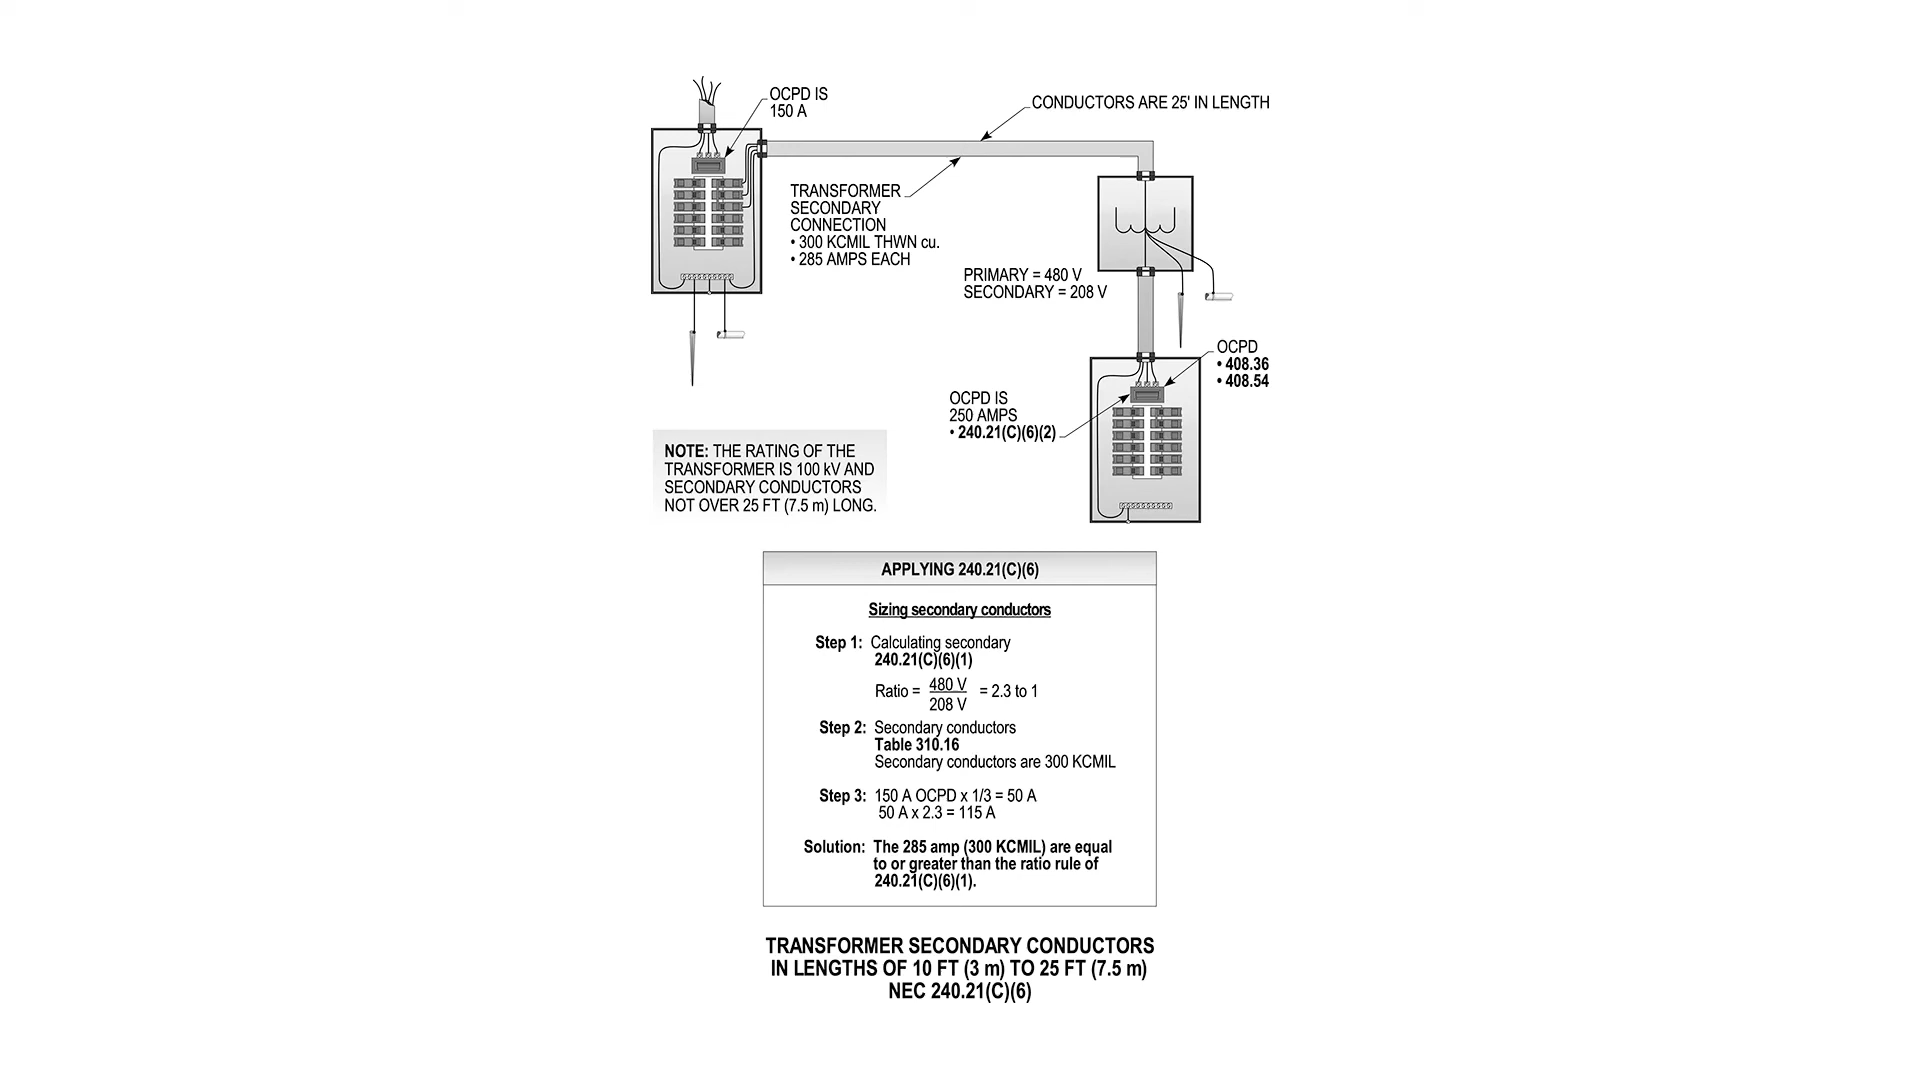 OCPD IS
150 A
CONDUCTORS ARE 25' IN LENGTH
TRANSFORMER
SECONDARY
CONNECTION
• 300 KCMIL THWN cu.
• 285 AMPS EACH
PRIMARY = 480 V
SECONDARY = 208 V
OCPD
• 408.36
• 408.54
OCPD IS
250 AMPS
• 240.21(C)(6)(2)
NOTE: THE RATING OF THE
TRANSFORMER IS 100 kV AND
SECONDARY CONDUCTORS
NOT OVER 25 FT (7.5 m) LONG.
APPLYING 240.21(C)(6)
Sizing secondary conductors
Step 1: Calculating secondary
240.21(C)(6)(1)
Ratio = 480 V = 2.3 to 1
208 V
Step 2: Secondary conductors
Table 310.16
Secondary conductors are 300 KCMIL
Step 3: 150 A OCPD x 1/3 = 50 A
50 A x 2.3 = 115 A
Solution: The 285 amp (300 KCMIL) are equal
to or greater than the ratio rule of
240.21(C)(6)(1).
TRANSFORMER SECONDARY CONDUCTORS
IN LENGTHS OF 10 FT (3 m) TO 25 FT (7.5 m)
NEC 240.21(C)(6)